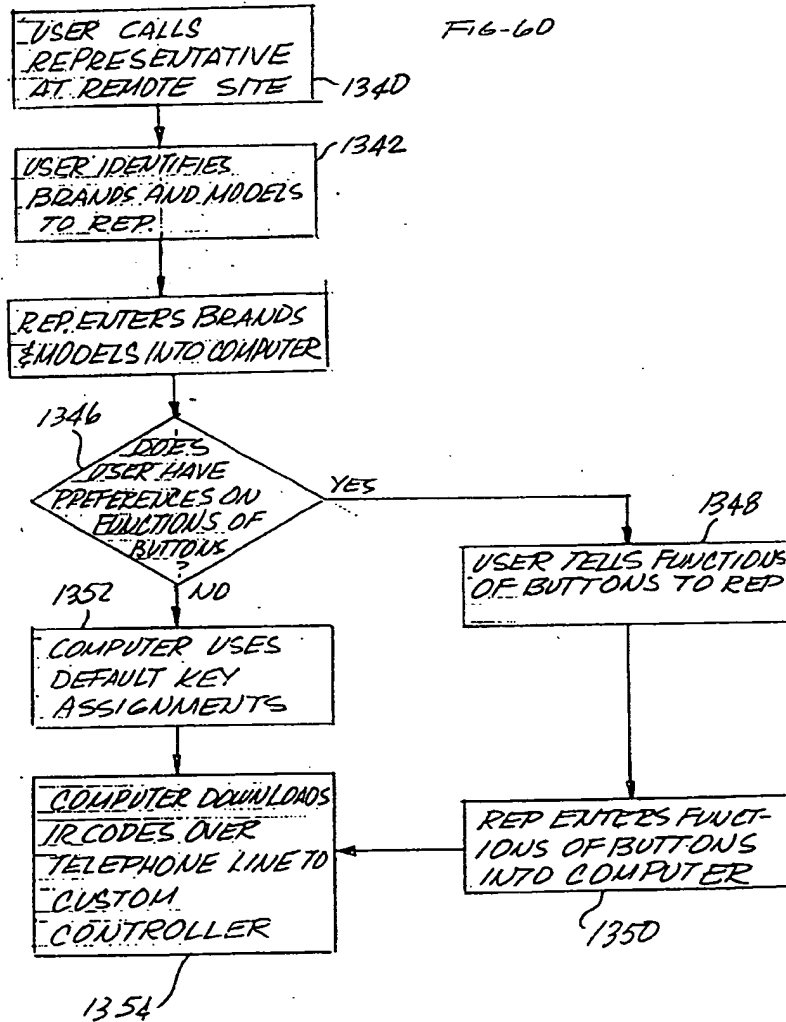 FIG-60
USER CALLS
REPRESENTATIVE
AT REMOTE SITE
1340
1342
USER IDENTIFIES
BRANDS AND MODELS
TO REP.
REP. ENTERS BRANDS
& MODELS INTO COMPUTER
1346
DOES
USER HAVE
PREFERENCES ON
FUNCTIONS OF
BUTTONS
?
YES
1348
USER TELLS FUNCTIONS
OF BUTTONS TO REP
NO
1352
COMPUTER USES
DEFAULT KEY
ASSIGNMENTS
COMPUTER DOWNLOADS
IR CODES OVER
TELEPHONE LINE TO
CUSTOM
CONTROLLER
1354
REP ENTERS FUNCT-
IONS OF BUTTONS
INTO COMPUTER
1350